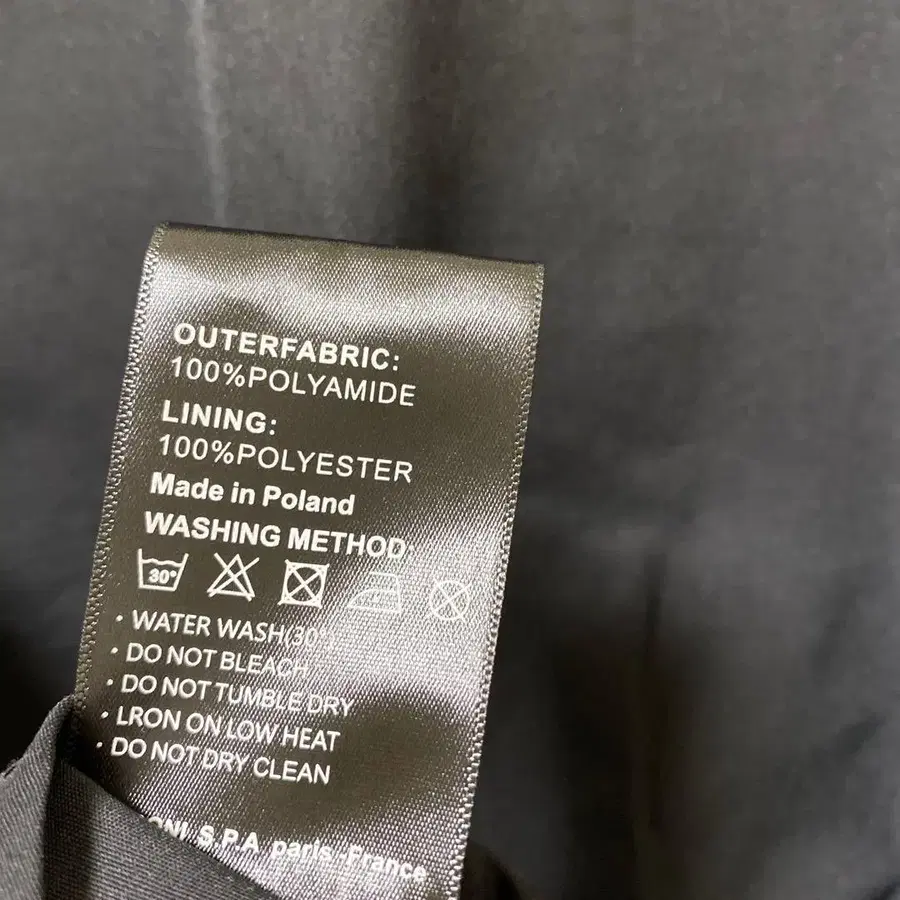 OUTERFABRIC:
100%POLYAMIDE
LINING:
100%POLYESTER
Made in Poland
WASHING METHOD:
30°
· WATER WASH(30°)
· DO NOT BLEACH
· DO NOT TUMBLE DRY
· LRON ON LOW HEAT
· DO NOT DRY CLEAN
S.P.A paris-France